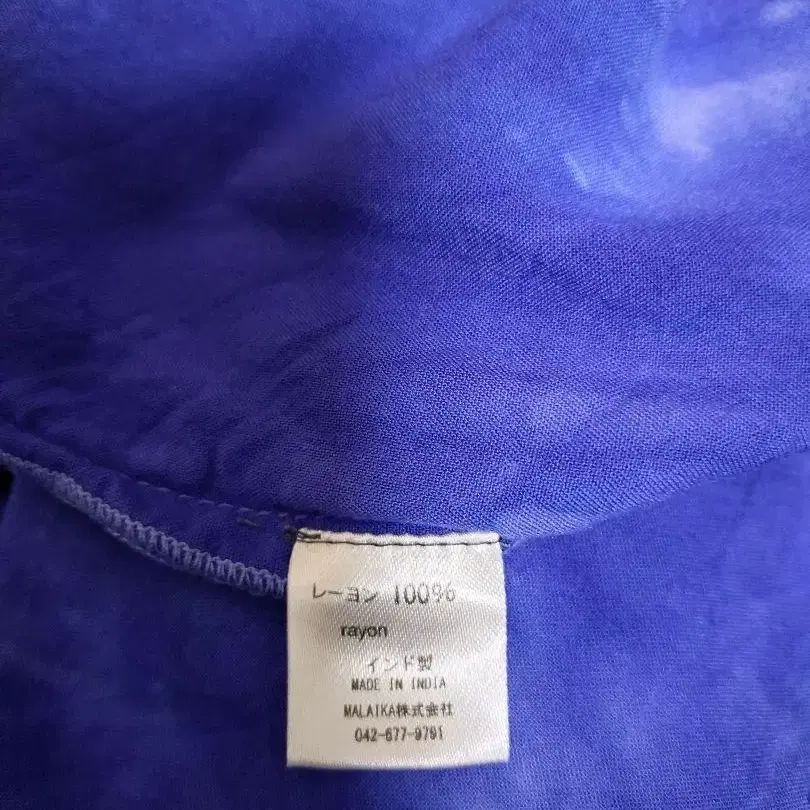 レーヨン 100%
rayon
インド製
MADE IN INDIA
MALAIKA株式会社
042-677-9791